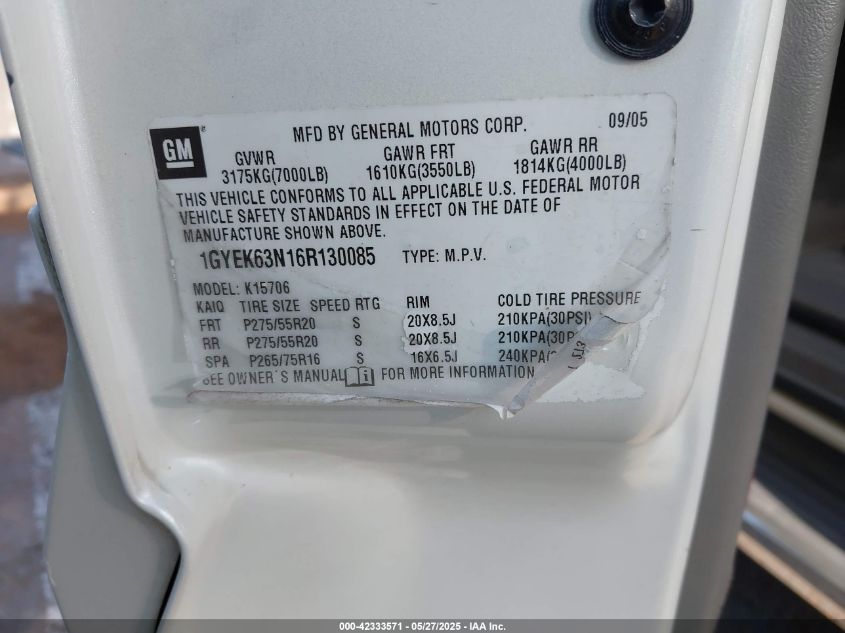 GM
MFD BY GENERAL MOTORS CORP. 09/05
GVWR GAWR FRT GAWR RR
3175KG(7000LB) 1610KG(3550LB) 1814KG(4000LB)
THIS VEHICLE CONFORMS TO ALL APPLICABLE U.S. FEDERAL MOTOR
VEHICLE SAFETY STANDARDS IN EFFECT ON THE DATE OF
MANUFACTURE SHOWN ABOVE.
1GYEK63N16R130085 TYPE: M.P.V.
MODEL: K15706
KAIQ TIRE SIZE SPEED RTG RIM COLD TIRE PRESSURE
FRT P275/55R20 S 20X8.5J 210KPA(30PSI)
RR P275/55R20 S 20X8.5J 210KPA(30P
SPA P265/75R16 S 16X6.5J 240KPA(
SEE OWNER'S MANUAL FOR MORE INFORMATION
000-42333571 — 05/27/2025 — IAA Inc.